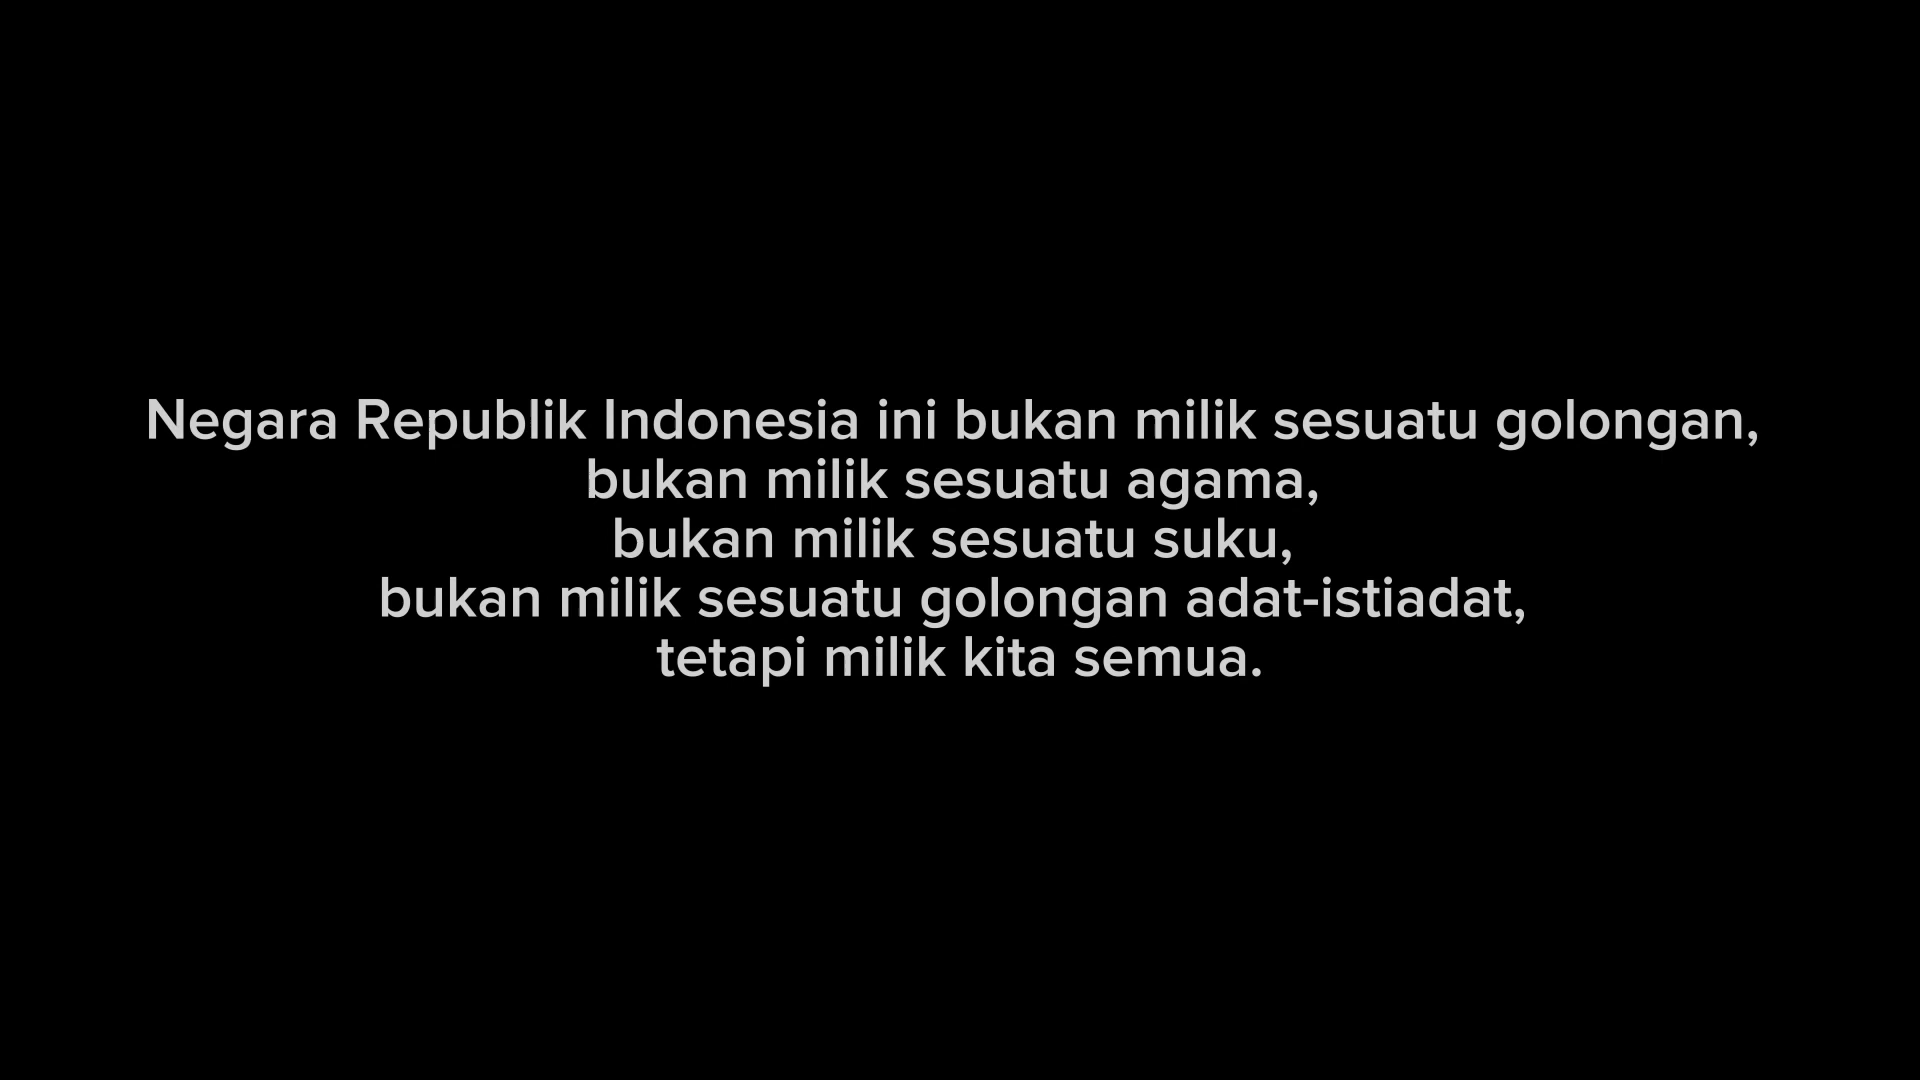 Negara Republik Indonesia ini bukan milik sesuatu golongan,
bukan milik sesuatu agama,
bukan milik sesuatu suku,
bukan milik sesuatu golongan adat-istiadat,
tetapi milik kita semua.